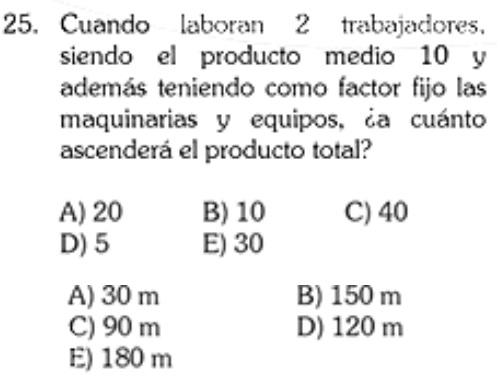 25. Cuando laboran 2 trabajadores,
siendo el producto medio 10 y
además teniendo como factor fijo las
maquinarias y equipos, ¿a cuánto
ascenderá el producto total?
A) 20 B) 10 C) 40
D) 5 E) 30
A) 30 m B) 150 m
C) 90 m D) 120 m
E) 180 m